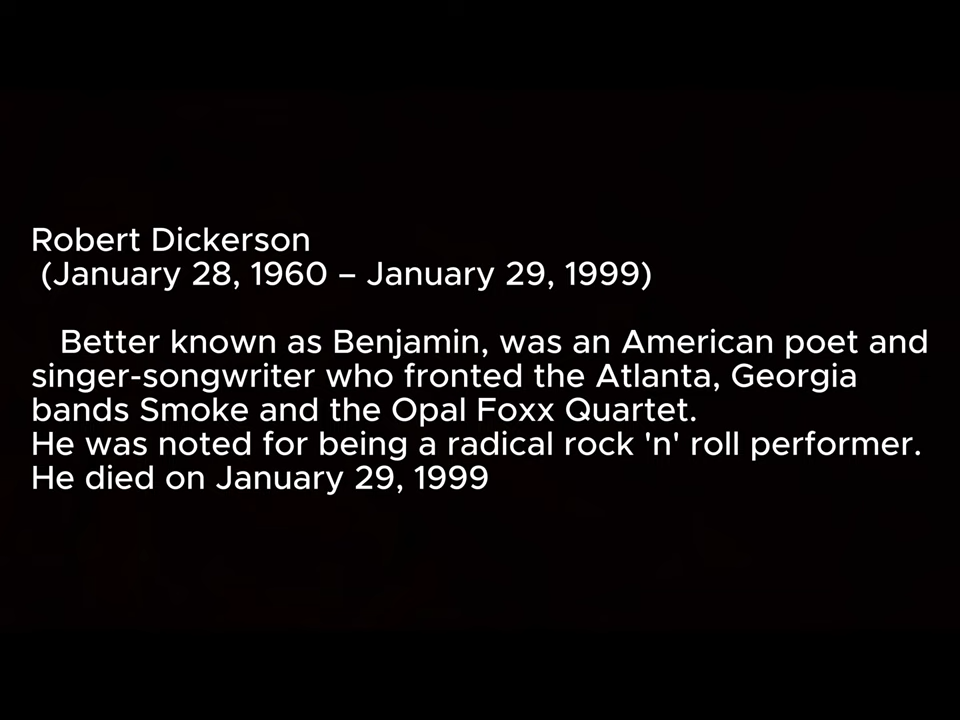 Robert Dickerson
(January 28, 1960 – January 29, 1999)
Better known as Benjamin, was an American poet and
singer-songwriter who fronted the Atlanta, Georgia
bands Smoke and the Opal Foxx Quartet.
He was noted for being a radical rock 'n' roll performer.
He died on January 29, 1999